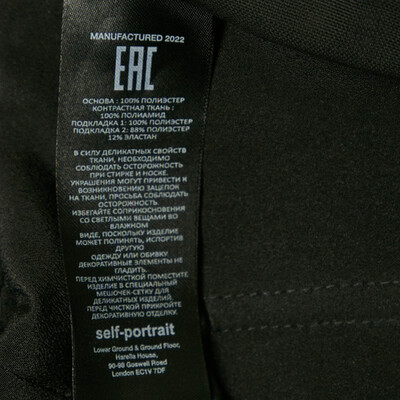 MANUFACTURED 2022
EAC
ОСНОВА : 100% ПОЛИЭСТЕР
КОНТРАСТНАЯ ТКАНЬ :
100% ПОЛИАМИД
ПОДКЛАДКА 1: 100% ПОЛИЭСТЕР
ПОДКЛАДКА 2: 88% ПОЛИЭСТЕР
12% ЭЛАСТАН
В СИЛУ ДЕЛИКАТНЫХ СВОЙСТВ
ТКАНИ, НЕОБХОДИМО
СОБЛЮДАТЬ ОСТОРОЖНОСТЬ
ПРИ СТИРКЕ И НОСКЕ.
УКРАШЕНИЯ МОГУТ ПРИВЕСТИ К
ВОЗНИКНОВЕНИЮ ЗАЦЕПОК
НА ТКАНИ, ПРОСЬБА СОБЛЮДАТЬ
ОСТОРОЖНОСТЬ
ИЗБЕГАЙТЕ СОПРИКОСНОВЕНИЯ
СО СВЕТЛЫМИ ВЕЩАМИ ВО
ВЛАЖНОМ
ВИДЕ, ПОСКОЛЬКУ ИЗДЕЛИЕ
МОЖЕТ ПОЛИНЯТЬ, ИСПОРТИВ
ДРУГУЮ
ОДЕЖДУ ИЛИ ОБИВКУ
ДЕКОРАТИВНЫЕ ЭЛЕМЕНТЫ НЕ
ГЛАДИТЬ.
ПЕРЕД ХИМЧИСТКОЙ ПОМЕСТИТЕ
ИЗДЕЛИЕ В СПЕЦИАЛЬНЫЙ
МЕШОЧЕК-СЕТКУ ДЛЯ
ДЕЛИКАТНЫХ ИЗДЕЛИЙ.
ПЕРЕД ЧИСТКОЙ ПРИКРОЙТЕ
ДЕКОРАТИВНУЮ ОТДЕЛКУ.
self-portrait
Lower Ground & Ground Floor,
Harella House,
90-98 Goswell Road
London EC1V 7DF